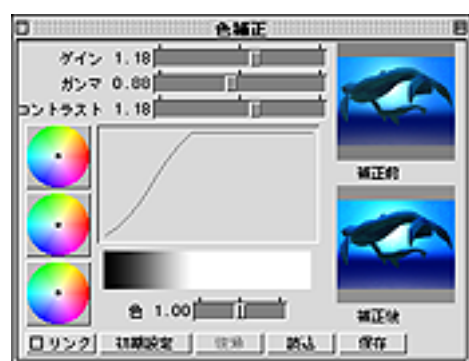 色補正
ゲイン 1.18
ガンマ 0.88
コントラスト 1.18
補正前
補正後
色 1.00
リンク 初期設定 復帰 読込 保存